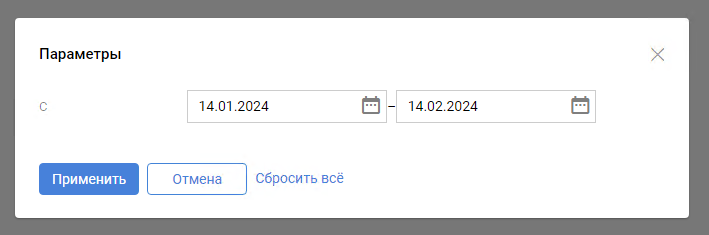 Параметры
С 14.01.2024 – 14.02.2024
Применить Отмена Сбросить всё